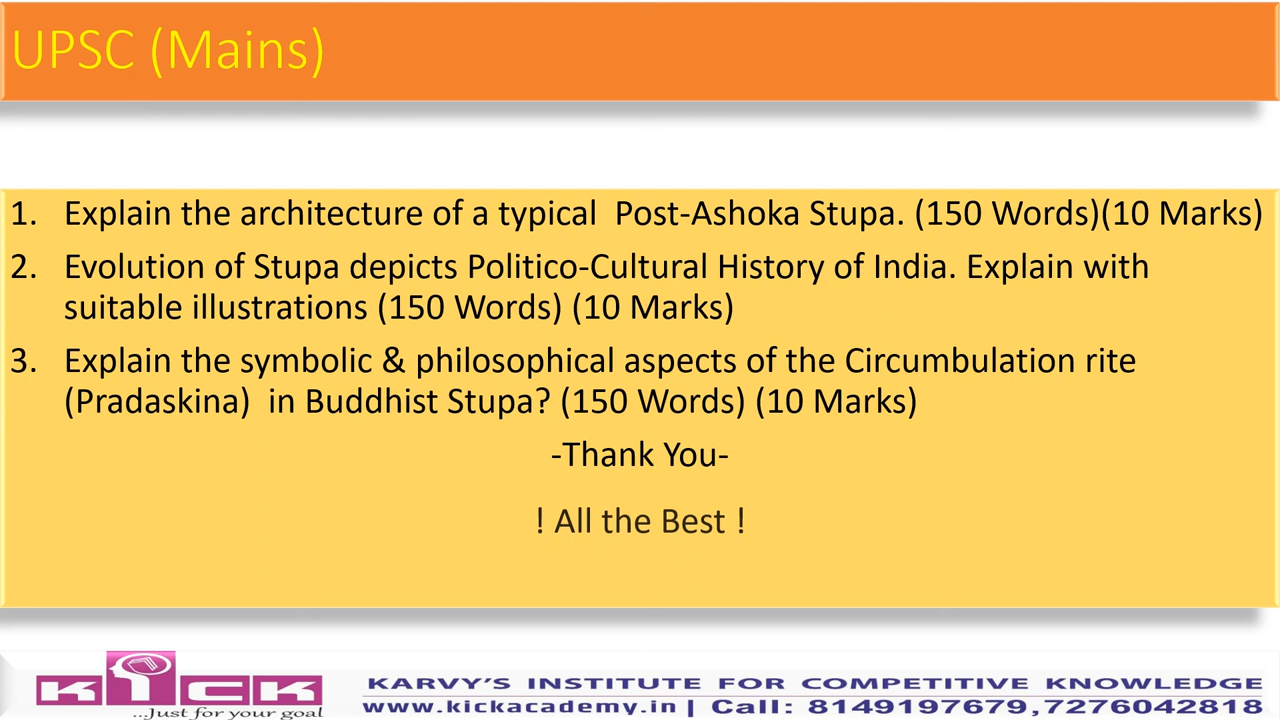 UPSC (Mains)
1. Explain the architecture of a typical Post-Ashoka Stupa. (150 Words)(10 Marks)
2. Evolution of Stupa depicts Politico-Cultural History of India. Explain with
suitable illustrations (150 Words) (10 Marks)
3. Explain the symbolic & philosophical aspects of the Circumbulation rite
(Pradaskina) in Buddhist Stupa? (150 Words) (10 Marks)
-Thank You-
! All the Best !
KICK
...Just for your goal
KARVY'S INSTITUTE FOR COMPETITIVE KNOWLEDGE
www.kickacademy.in | Call: 8149197679,7276042818